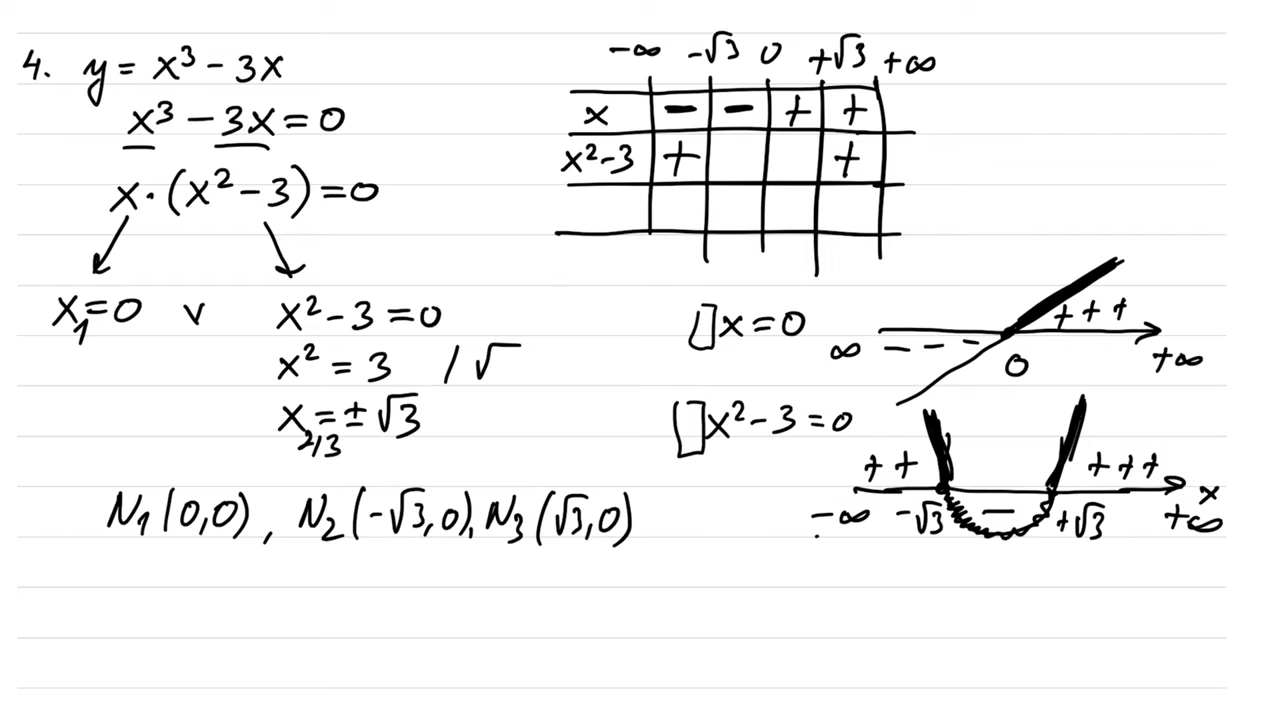 4. y = x³ - 3x
x³ - 3x = 0
x · (x² - 3) = 0
x₁ = 0 v x² - 3 = 0
x² = 3 / √
x₂/₃ = ± √3
N₁ (0,0), N₂ (-√3,0), N₃ (√3,0)
-∞ -√3 0 +√3 +∞
x - - + +
x²-3 + +
x = 0
+ + +
∞ - - - 0 +∞
x² - 3 = 0
+ + - + + + x
-∞ -√3 +√3 +∞